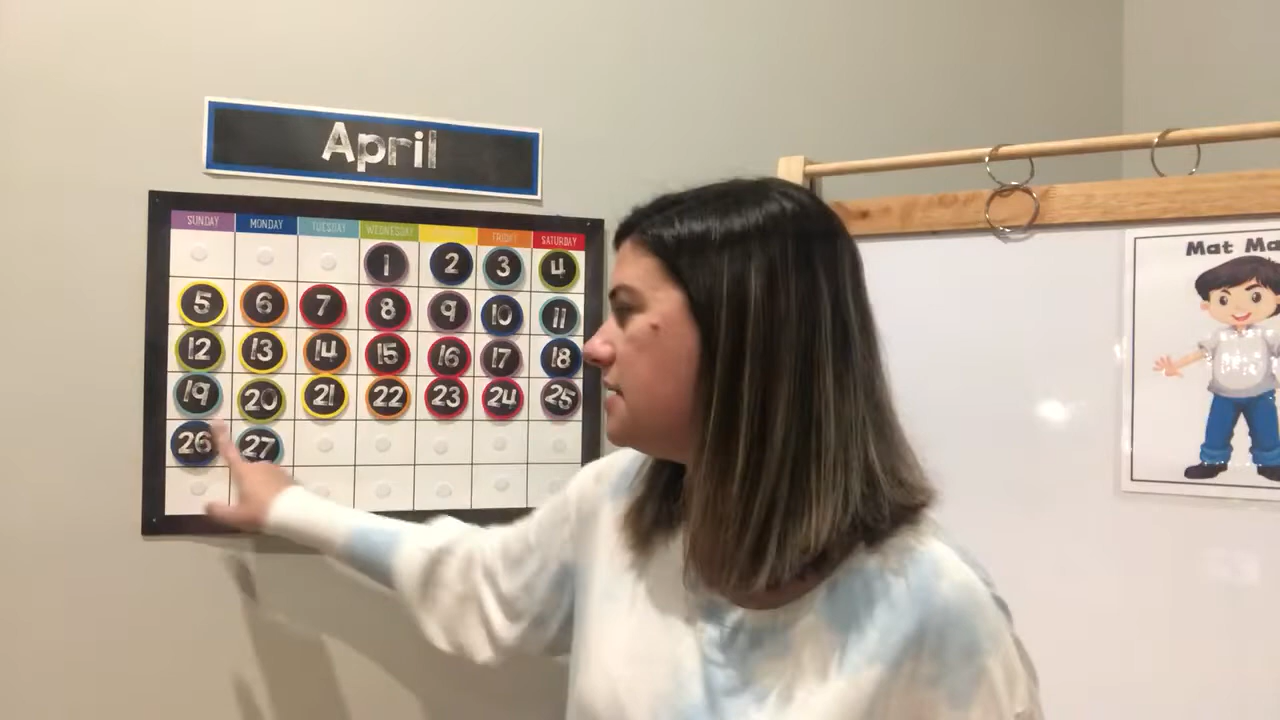 April
SUNDAY MONDAY TUESDAY WEDNESDAY FRIDAY SATURDAY
1 2 3 4
5 6 7 8 9 10 11
12 13 14 15 16 17 18
19 20 21 22 23 24 25
26 27
Mat Ma